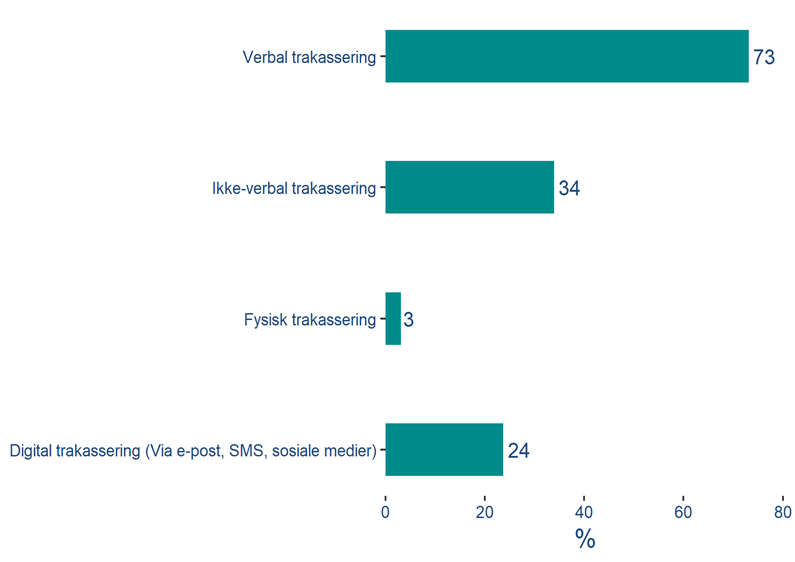 Verbal trakassering
73
Ikke-verbal trakassering
34
Fysisk trakassering
3
Digital trakassering (Via e-post, SMS, sosiale medier)
24
0 20 40 60 80
%